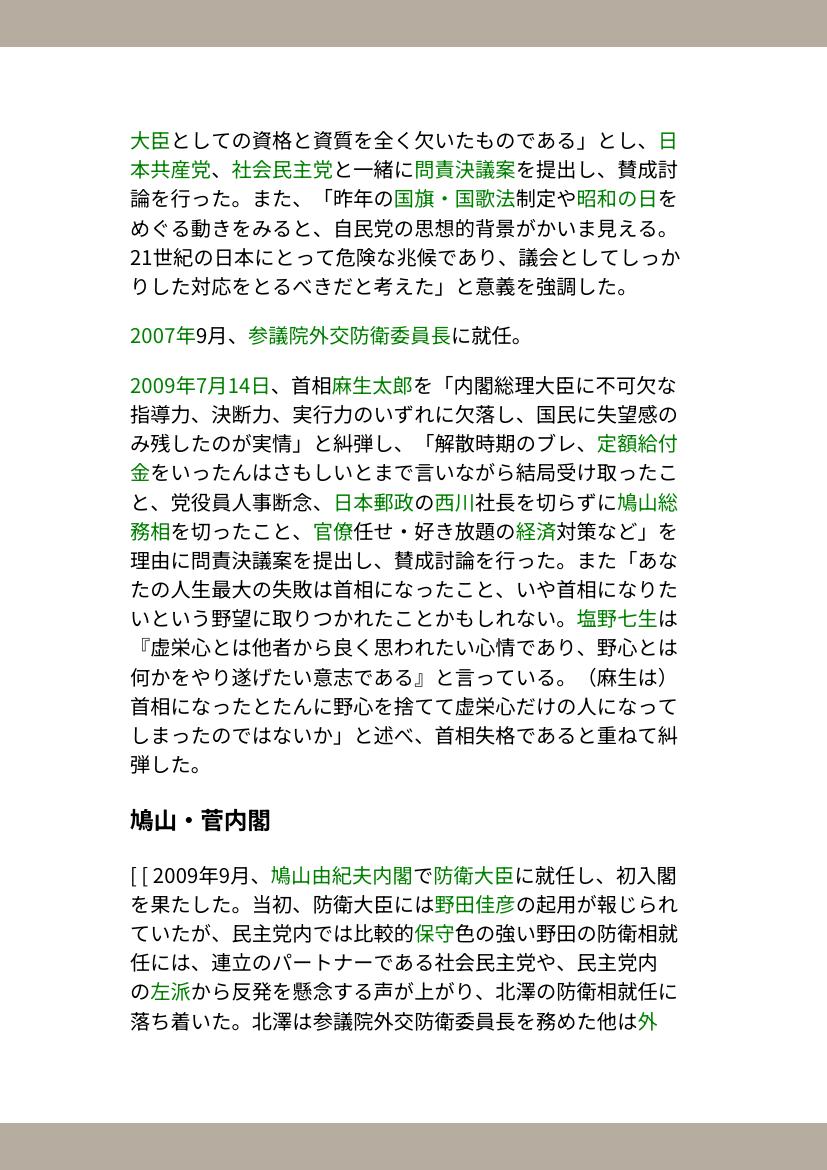 大臣としての資格と資質を全く欠いたものである」とし、日
本共産党、社会民主党と一緒に問責決議案を提出し、賛成討
論を行った。また、「昨年の国旗・国歌法制定や昭和の日を
めぐる動きをみると、自民党の思想的背景がかいま見える。
21世紀の日本にとって危険な兆候であり、議会としてしっか
りした対応をとるべきだと考えた」と意義を強調した。
2007年9月、参議院外交防衛委員長に就任。
2009年7月14日、首相麻生太郎を「内閣総理大臣に不可欠な
指導力、決断力、実行力のいずれに欠落し、国民に失望感の
み残したのが実情」と糾弾し、「解散時期のブレ、定額給付
金をいったんはさもしいとまで言いながら結局受け取ったこ
と、党役員人事断念、日本郵政の西川社長を切らずに鳩山総
務相を切ったこと、官僚任せ・好き放題の経済対策など」を
理由に問責決議案を提出し、賛成討論を行った。また「あな
たの人生最大の失敗は首相になったこと、いや首相になりた
いという野望に取りつかれたことかもしれない。塩野七生は
『虚栄心とは他者から良く思われたい心情であり、野心とは
何かをやり遂げたい意志である』と言っている。（麻生は）
首相になったとたんに野心を捨てて虚栄心だけの人になって
しまったのではないか」と述べ、首相失格であると重ねて糾
弾した。
鳩山・菅内閣
[ [ 2009年9月、鳩山由紀夫内閣で防衛大臣に就任し、初入閣
を果たした。当初、防衛大臣には野田佳彦の起用が報じられ
ていたが、民主党内では比較的保守色の強い野田の防衛相就
任には、連立のパートナーである社会民主党や、民主党内
の左派から反発を懸念する声が上がり、北澤の防衛相就任に
落ち着いた。北澤は参議院外交防衛委員長を務めた他は外